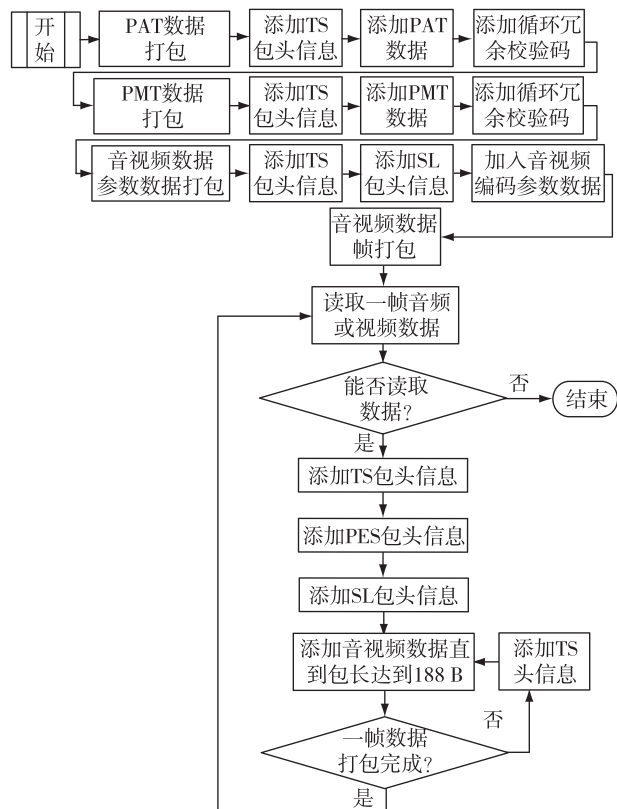 开
始
PAT数据
打包
添加TS
包头信息
添加PAT
数据
添加循环冗
余校验码
PMT数据
打包
添加TS
包头信息
添加PMT
数据
添加循环冗
余校验码
音视频数据
参数数据打包
添加TS
包头信息
添加SL
包头信息
加入音视频
编码参数数据
音视频数据
帧打包
读取一帧音频
或视频数据
能否读取
数据?
否
结束
是
添加TS包头信息
添加PES包头信息
添加SL包头信息
添加音视频数据直
到包长达到188 B
添加TS
头信息
否
一帧数据
打包完成?
是